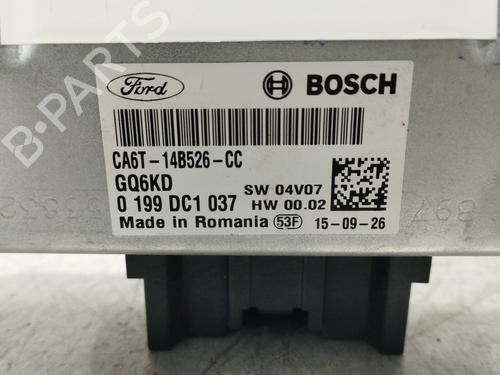 Ford BOSCH
CA6T-14B526-CC
GQ6KD
SW 04V07
0 199 DC1 037 HW 00.02
Made in Romania 53F 15-09-26
B-PARTS